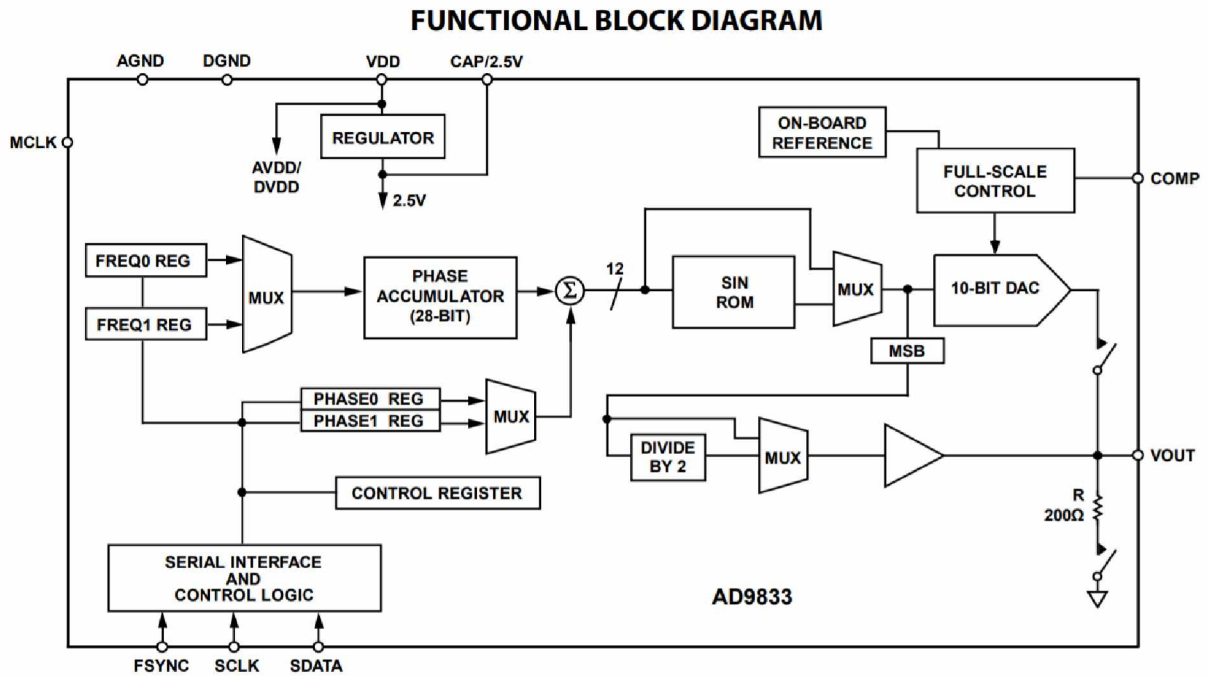 FUNCTIONAL BLOCK DIAGRAM
AGND
DGND
VDD
CAP/2.5V
MCLK
REGULATOR
AVDD/
DVDD
2.5V
ON-BOARD
REFERENCE
FULL-SCALE
CONTROL
COMP
FREQ0 REG
FREQ1 REG
MUX
PHASE
ACCUMULATOR
(28-BIT)
Σ
12
SIN
ROM
MUX
10-BIT DAC
MSB
PHASE0 REG
PHASE1 REG
MUX
DIVIDE
BY 2
MUX
VOUT
CONTROL REGISTER
R
200Ω
SERIAL INTERFACE
AND
CONTROL LOGIC
AD9833
FSYNC
SCLK
SDATA